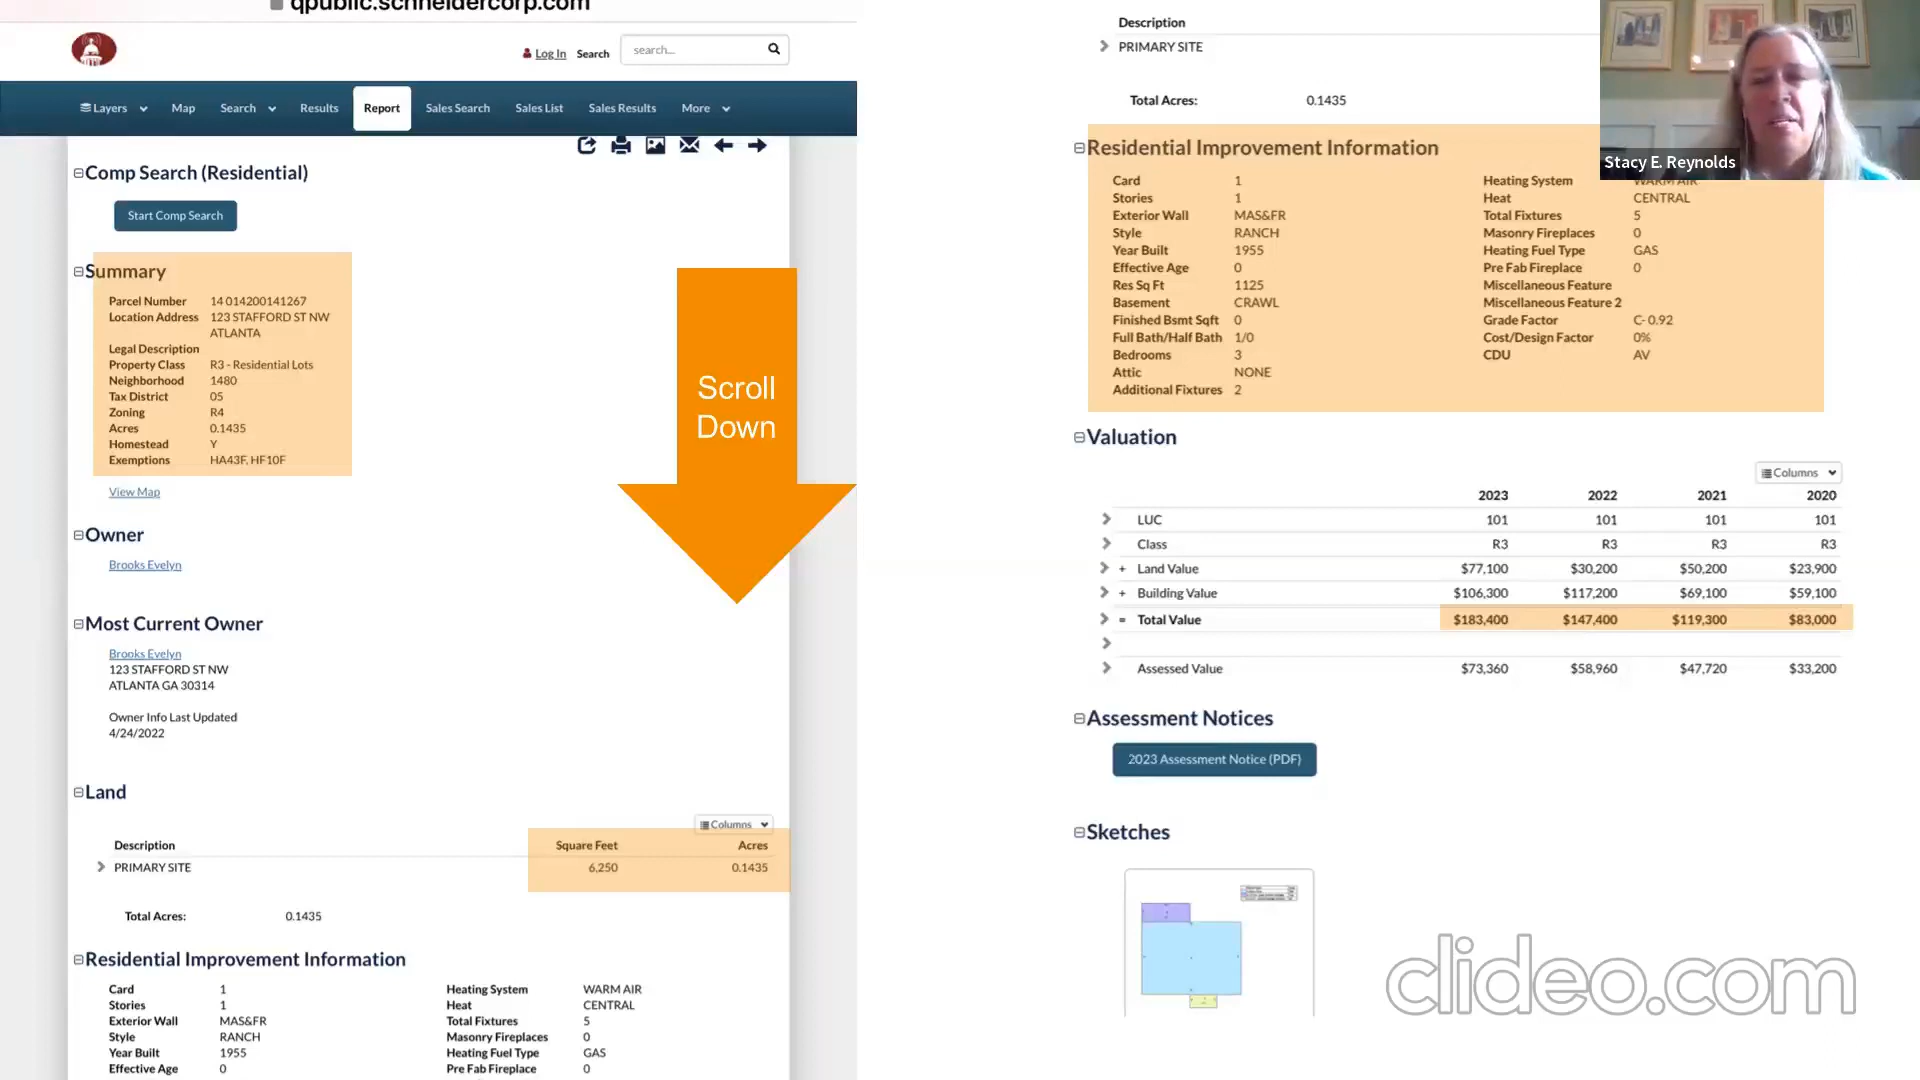 qpublic.schneidercorp.com
Log In Search search...
Layers Map Search Results Report Sales Search Sales List Sales Results More
Comp Search (Residential)
Start Comp Search
Summary
Parcel Number 14 014200141267
Location Address 123 STAFFORD ST NW
ATLANTA
Legal Description
Property Class R3 - Residential Lots
Neighborhood 1480
Tax District 05
Zoning R4
Acres 0.1435
Homestead Y
Exemptions HA43F, HF10F
View Map
Owner
Brooks Evelyn
Most Current Owner
Brooks Evelyn
123 STAFFORD ST NW
ATLANTA GA 30314
Owner Info Last Updated
4/24/2022
Land
Columns
Description Square Feet Acres
PRIMARY SITE 6,250 0.1435
Total Acres: 0.1435
Residential Improvement Information
Card 1 Heating System WARM AIR
Stories 1 Heat CENTRAL
Exterior Wall MAS&FR Total Fixtures 5
Style RANCH Masonry Fireplaces 0
Year Built 1955 Heating Fuel Type GAS
Effective Age 0 Pre Fab Fireplace 0
Scroll
Down
Description
PRIMARY SITE
Total Acres: 0.1435
Residential Improvement Information
Card 1 Heating System WARM AIR
Stories 1 Heat CENTRAL
Exterior Wall MAS&FR Total Fixtures 5
Style RANCH Masonry Fireplaces 0
Year Built 1955 Heating Fuel Type GAS
Effective Age 0 Pre Fab Fireplace 0
Res Sq Ft 1125 Miscellaneous Feature
Basement CRAWL Miscellaneous Feature 2
Finished Bsmt Sqft 0 Grade Factor C- 0.92
Full Bath/Half Bath 1/0 Cost/Design Factor 0%
Bedrooms 3 CDU AV
Attic NONE
Additional Fixtures 2
Valuation
Columns
2023 2022 2021 2020
LUC 101 101 101 101
Class R3 R3 R3 R3
+ Land Value $77,100 $30,200 $50,200 $23,900
+ Building Value $106,300 $117,200 $69,100 $59,100
= Total Value $183,400 $147,400 $119,300 $83,000
Assessed Value $73,360 $58,960 $47,720 $33,200
Assessment Notices
2023 Assessment Notice (PDF)
Sketches
Stacy E. Reynolds
clideo.com